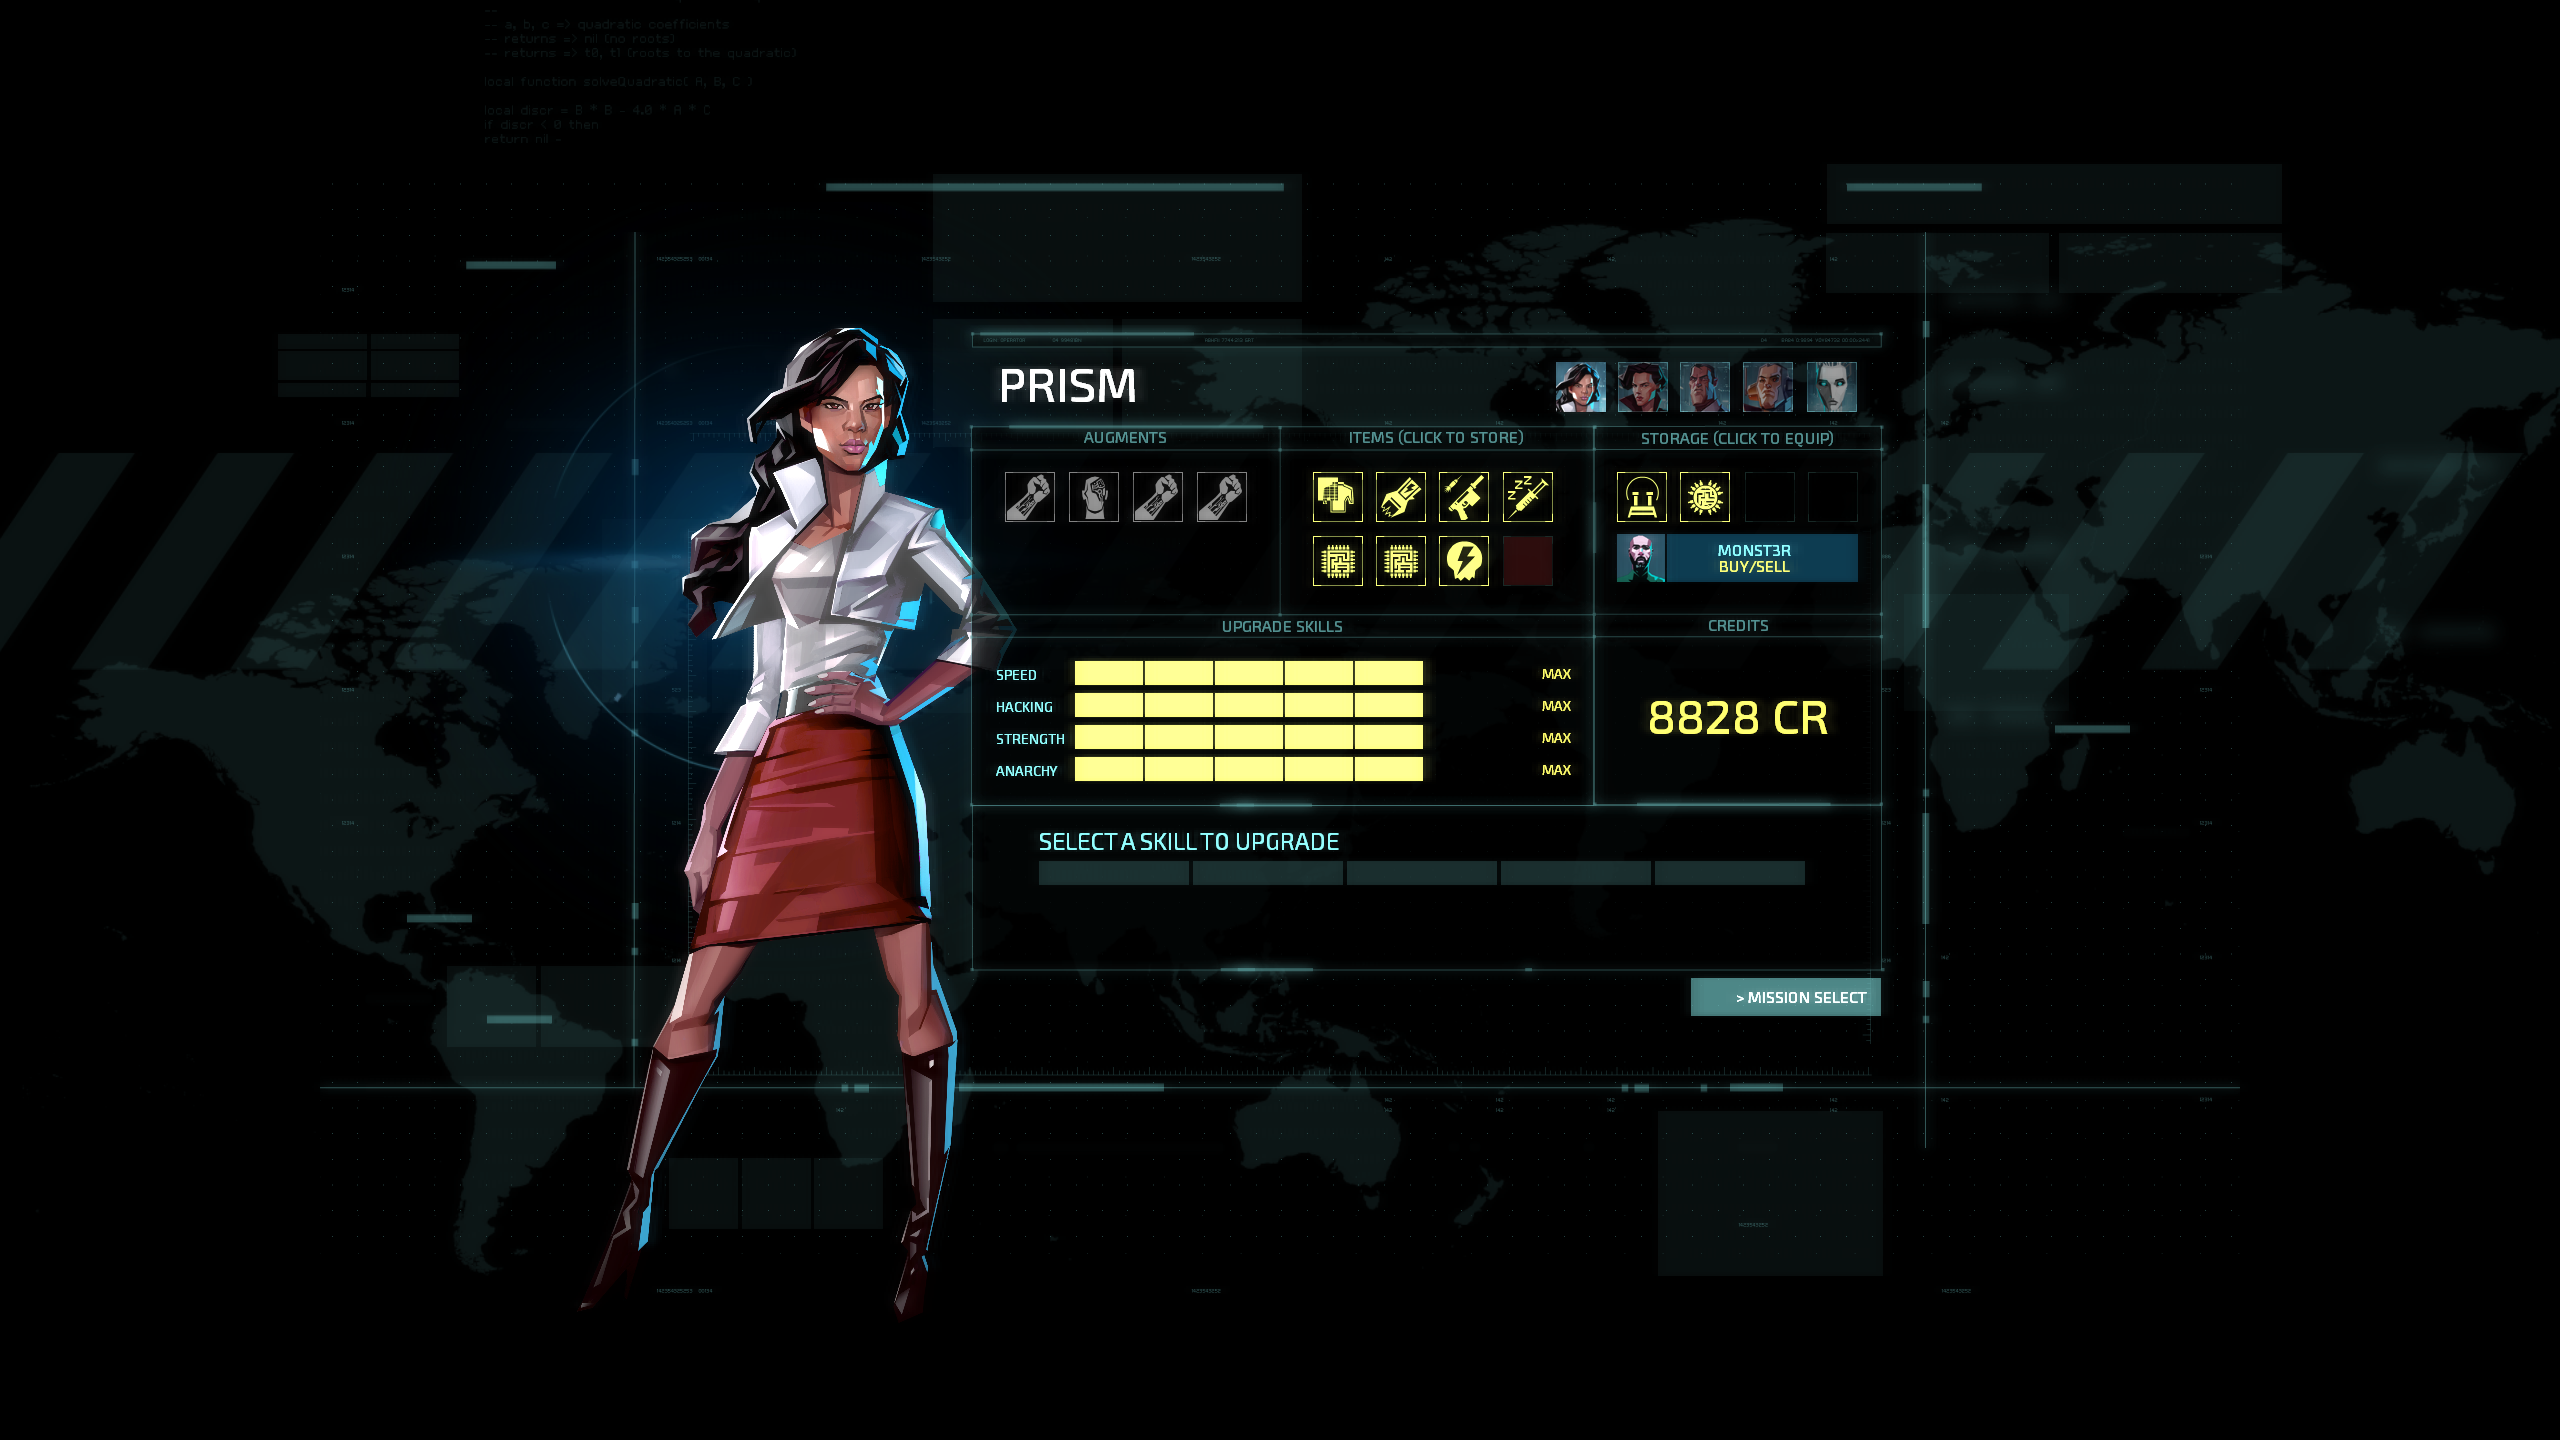 -- a, b, c => quadratic coefficients
-- returns => nil (no roots)
-- returns => t0, t1 (roots to the quadratic)
local function solveQuadratic( A, B, C )
local discr = B * B - 4.0 * A * C
if discr < 0 then
return nil -
PRISM
AUGMENTS
ITEMS (CLICK TO STORE)
STORAGE (CLICK TO EQUIP)
MONST3R
BUY/SELL
UPGRADE SKILLS
CREDITS
SPEED MAX
HACKING MAX
STRENGTH MAX
ANARCHY MAX
8828 CR
SELECT A SKILL TO UPGRADE
> MISSION SELECT